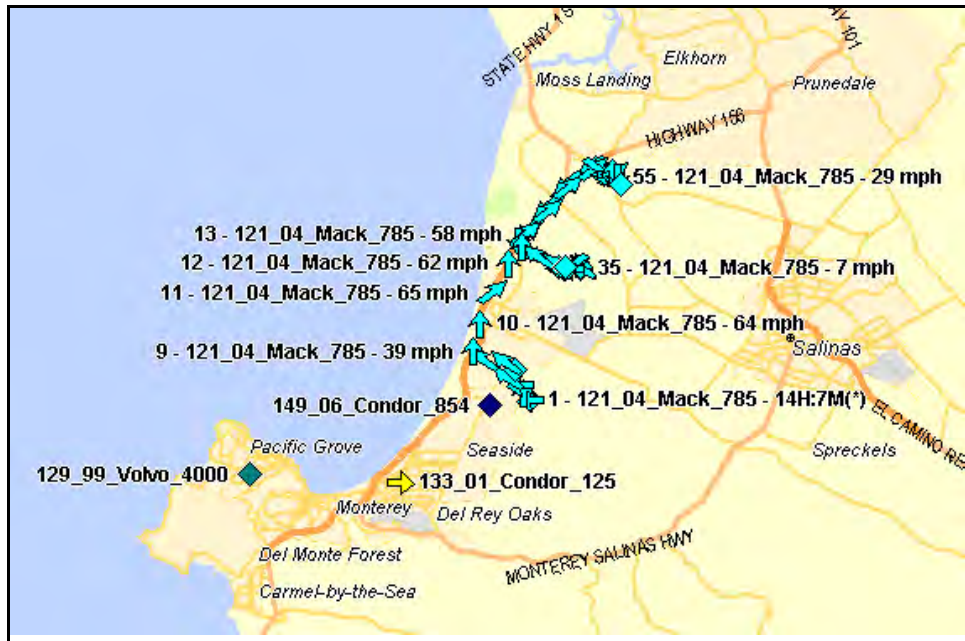 STATE HWY 1 S
AY 101
Elkhorn
Moss Landing
Prunedale
HIGHWAY 156
55 - 121_04_Mack_785 - 29 mph
13 - 121_04_Mack_785 - 58 mph
12 - 121_04_Mack_785 - 62 mph
35 - 121_04_Mack_785 - 7 mph
11 - 121_04_Mack_785 - 65 mph
10 - 121_04_Mack_785 - 64 mph
9 - 121_04_Mack_785 - 39 mph
Salinas
149_06_Condor_854
1 - 121_04_Mack_785 - 14H:7M(*)
EL CAMINO RE
Pacific Grove
Seaside
Spreckels
129_99_Volvo_4000
133_01_Condor_125
Monterey
Del Rey Oaks
Del Monte Forest
MONTEREY SALINAS HWY
Carmel-by-the-Sea